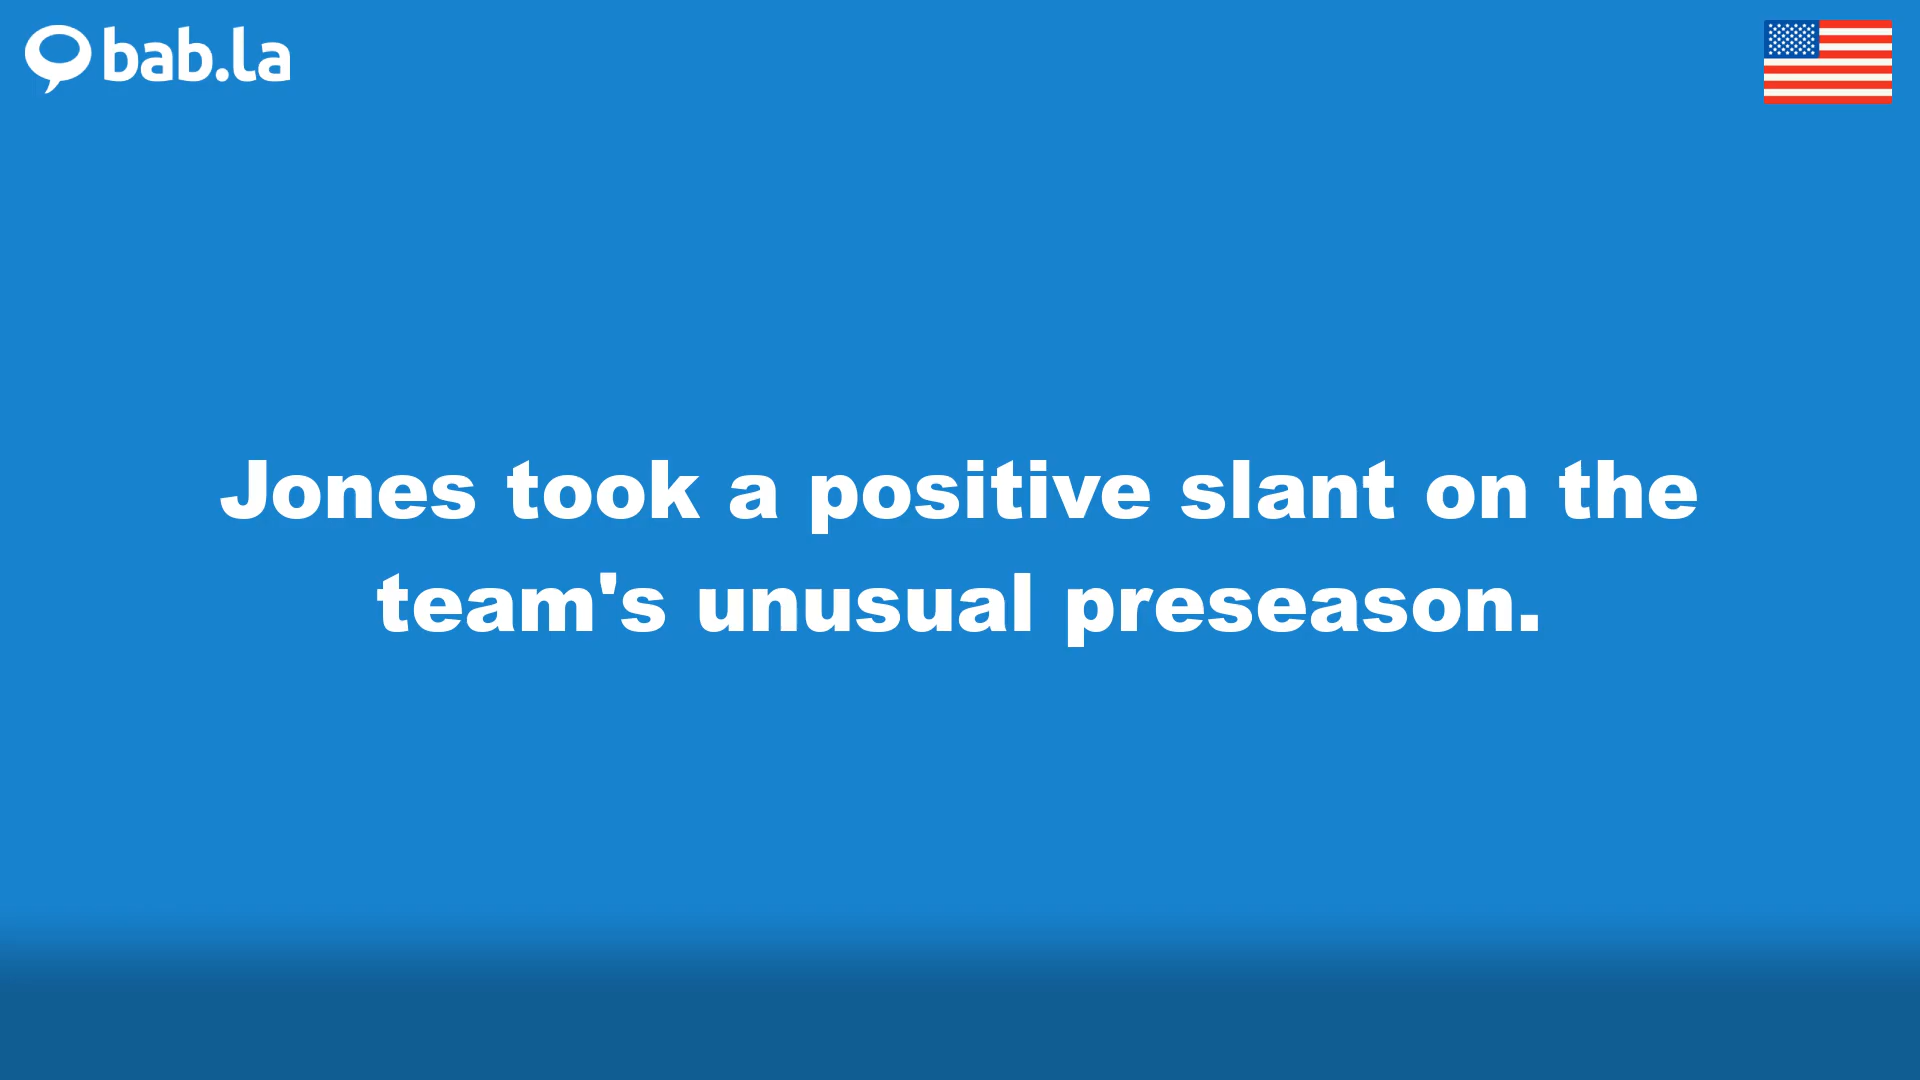 bab.la
Jones took a positive slant on the
team's unusual preseason.